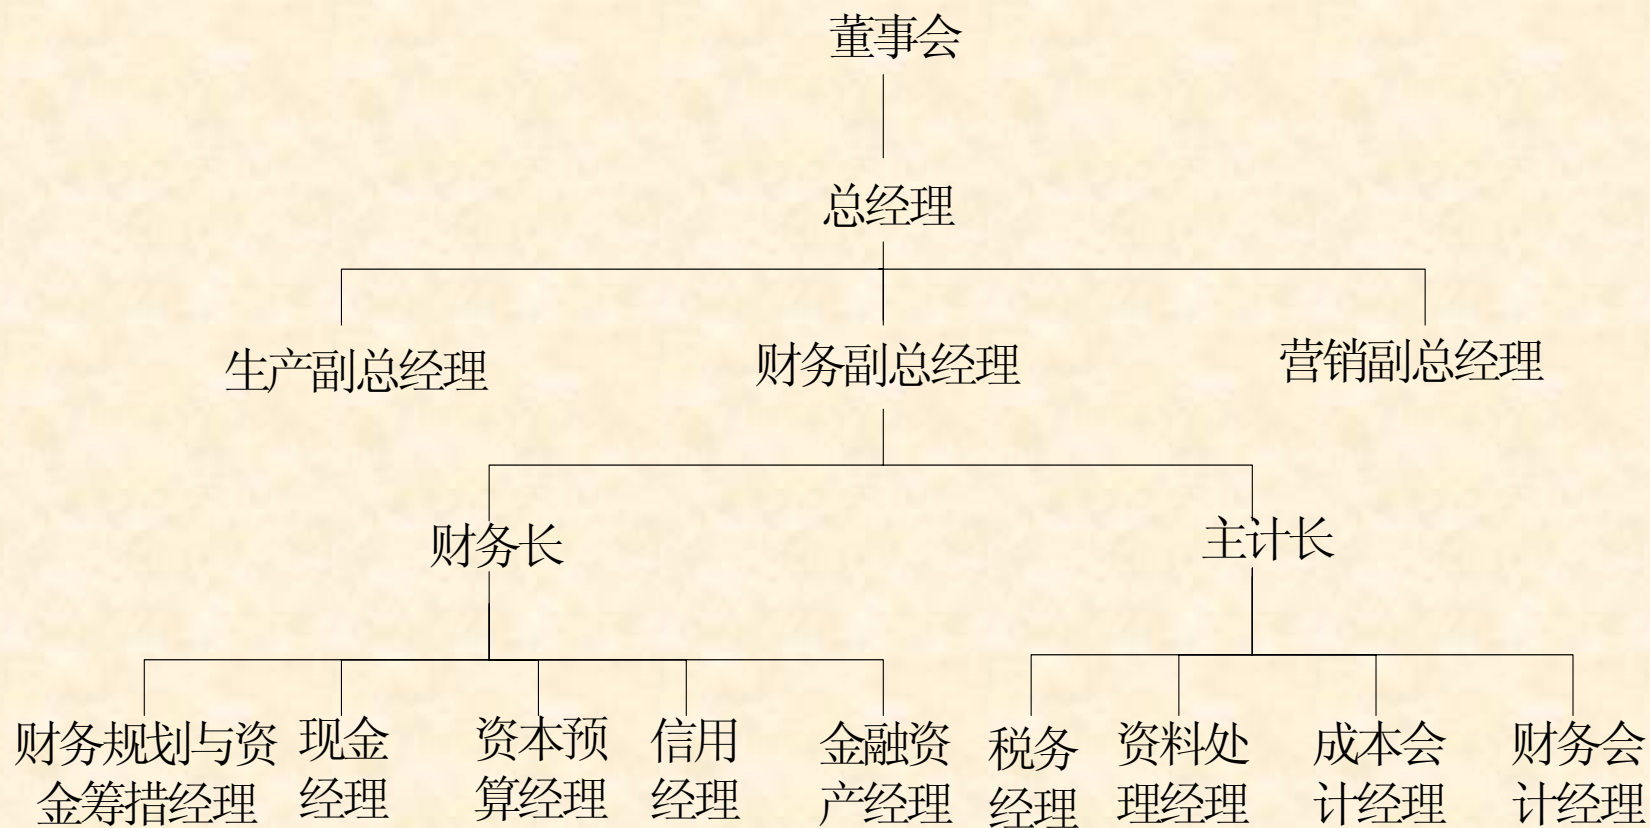 董事会
总经理
生产副总经理
财务副总经理
营销副总经理
财务长
主计长
财务规划与资
金筹措经理
现金
经理
资本预
算经理
信用
经理
金融资
产经理
税务
经理
资料处
理经理
成本会
计经理
财务会
计经理